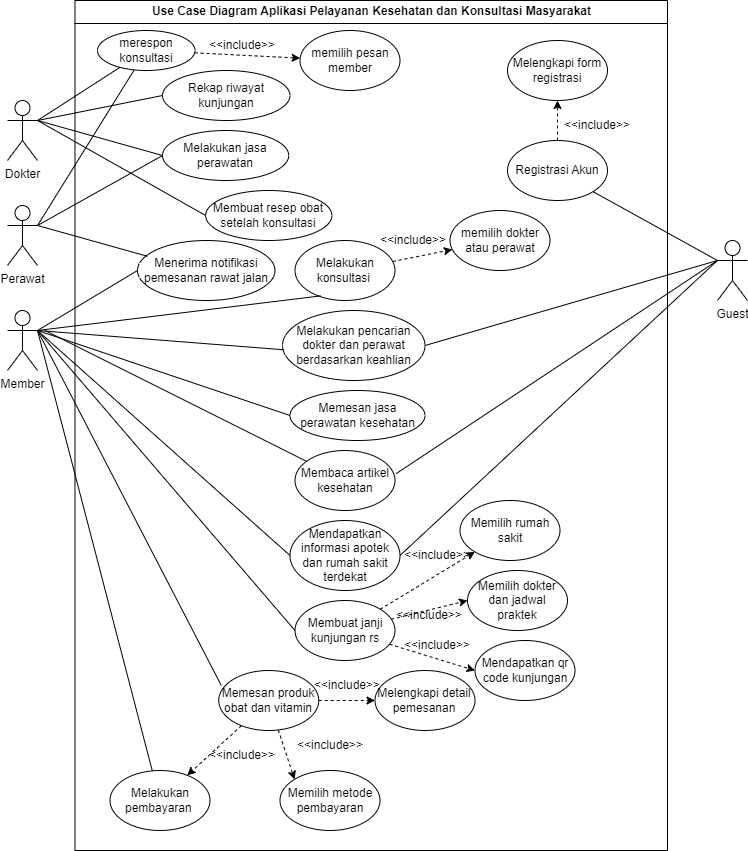 Use Case Diagram Aplikasi Pelayanan Kesehatan dan Konsultasi Masyarakat
merespon
konsultasi
<<include>>
memilih pesan
member
Melengkapi form
registrasi
Rekap riwayat
kunjungan
<<include>>
Dokter
Melakukan jasa
perawatan
Registrasi Akun
Membuat resep obat
setelah konsultasi
Perawat
Menerima notifikasi
pemesanan rawat jalan
Melakukan
konsultasi
<<include>>
memilih dokter
atau perawat
Guest
Member
Melakukan pencarian
dokter dan perawat
berdasarkan keahlian
Memesan jasa
perawatan kesehatan
Membaca artikel
kesehatan
Mendapatkan
informasi apotek
dan rumah sakit
terdekat
<<include>>
Memilih rumah
sakit
Membuat janji
kunjungan rs
<<include>>
Memilih dokter
dan jadwal
praktek
<<include>>
Mendapatkan qr
code kunjungan
Memesan produk
obat dan vitamin
<<include>>
Melengkapi detail
pemesanan
<<include>>
<<include>>
Melakukan
pembayaran
Memilih metode
pembayaran